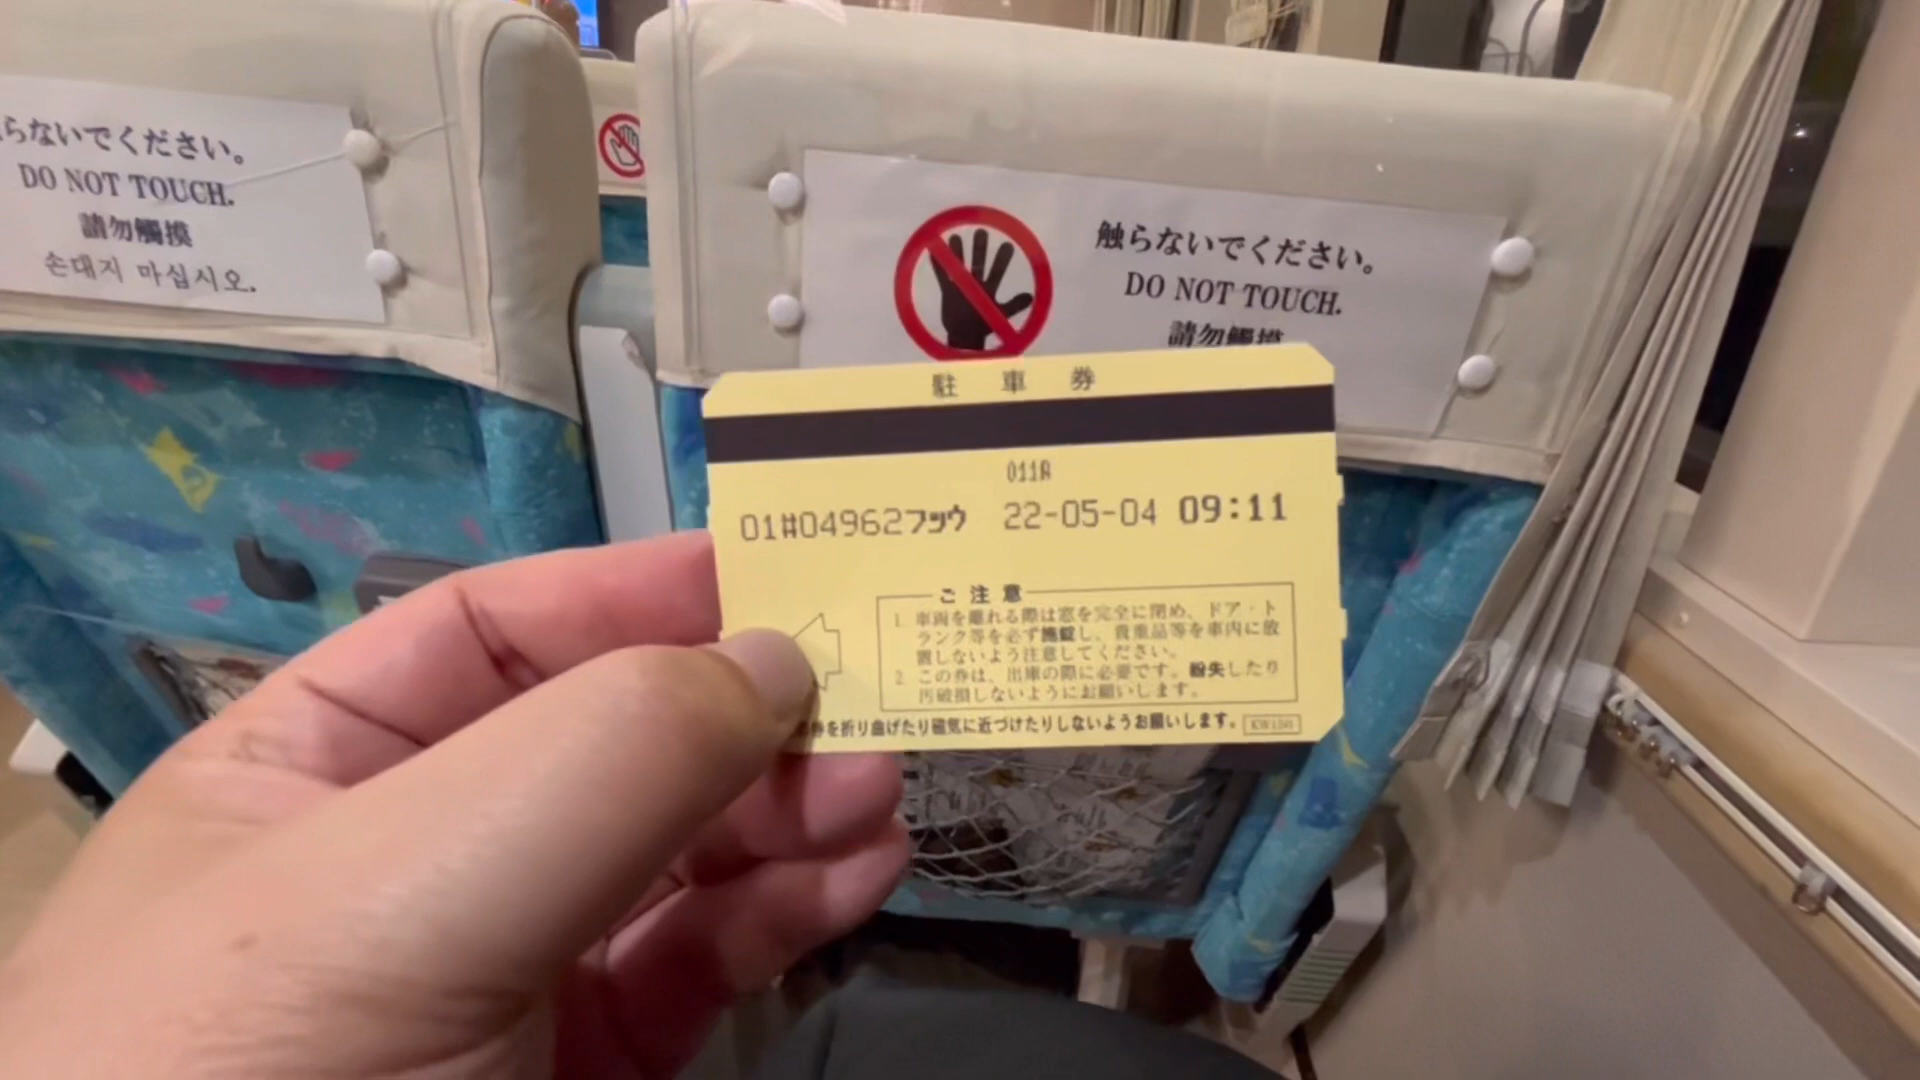 らないでください。
DO NOT TOUCH.
請勿觸摸
손대지 마십시오.
触らないでください。
DO NOT TOUCH.
請勿觸摸
駐車券
011A
01#04962フツウ 22-05-04 09:11
ご注意
1. 車両を離れる際は窓を完全に閉め、ドア・ト
ランク等を必ず施錠し、貴重品等を車内に放
置しないよう注意してください。
2. この券は、出庫の際に必要です。紛失したり
汚破損しないようにお願いします。
券を折り曲げたり磁気に近づけたりしないようお願いします。